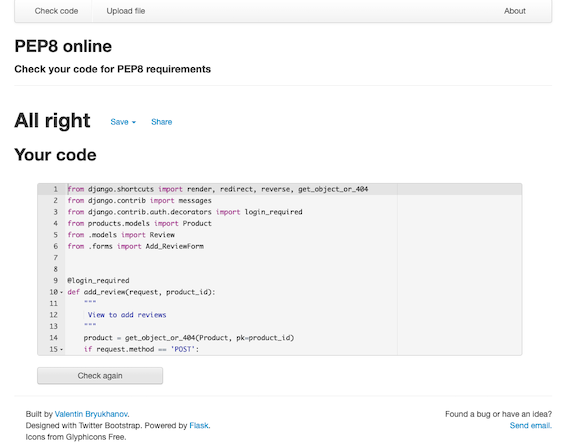 Check code Upload file About
PEP8 online
Check your code for PEP8 requirements
All right Save Share
Your code
1 from django.shortcuts import render, redirect, reverse, get_object_or_404
2 from django.contrib import messages
3 from django.contrib.auth.decorators import login_required
4 from products.models import Product
5 from .models import Review
6 from .forms import Add_ReviewForm
7
8
9 @login_required
10 def add_review(request, product_id):
11 """
12 View to add reviews
13 """
14 product = get_object_or_404(Product, pk=product_id)
15 if request.method == 'POST':
Check again
Built by Valentin Bryukhanov. Found a bug or have an idea?
Designed with Twitter Bootstrap. Powered by Flask. Send email.
Icons from Glyphicons Free.